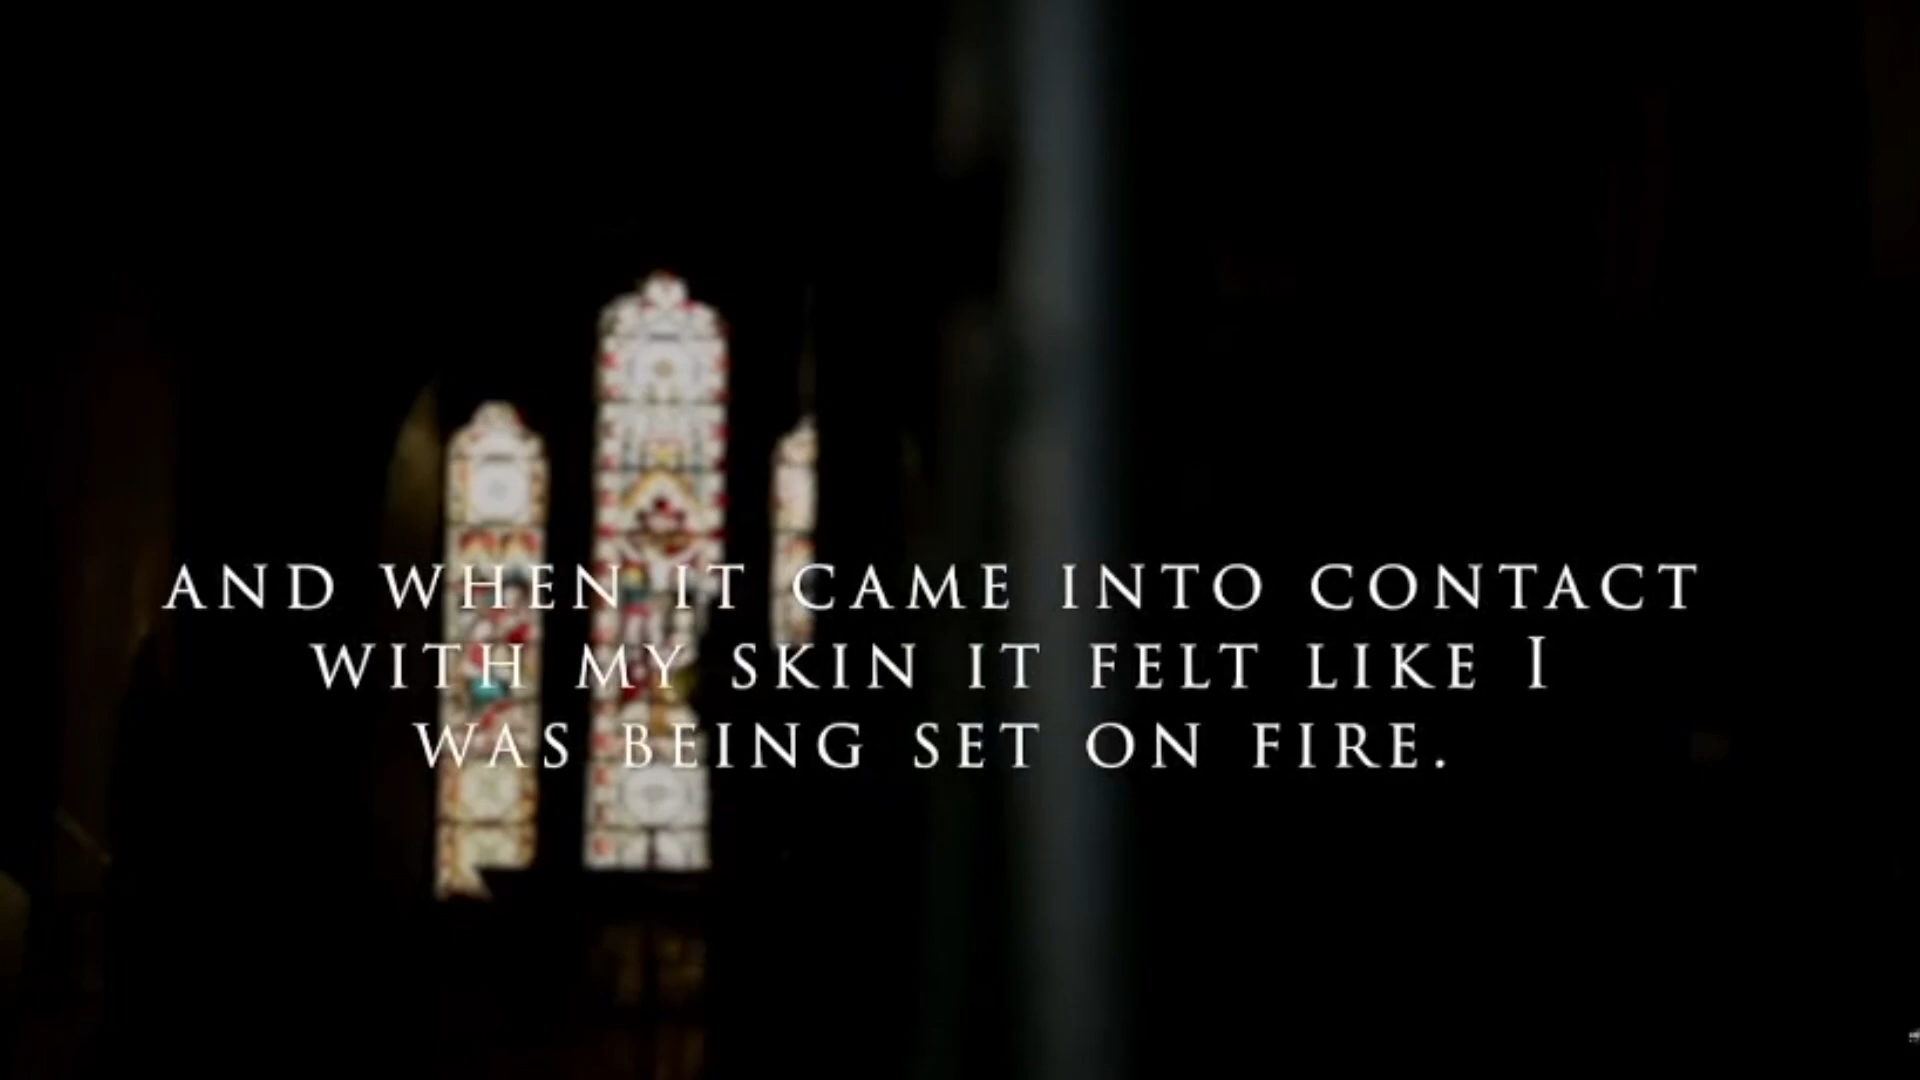 AND WHEN IT CAME INTO CONTACT
WITH MY SKIN IT FELT LIKE I
WAS BEING SET ON FIRE.